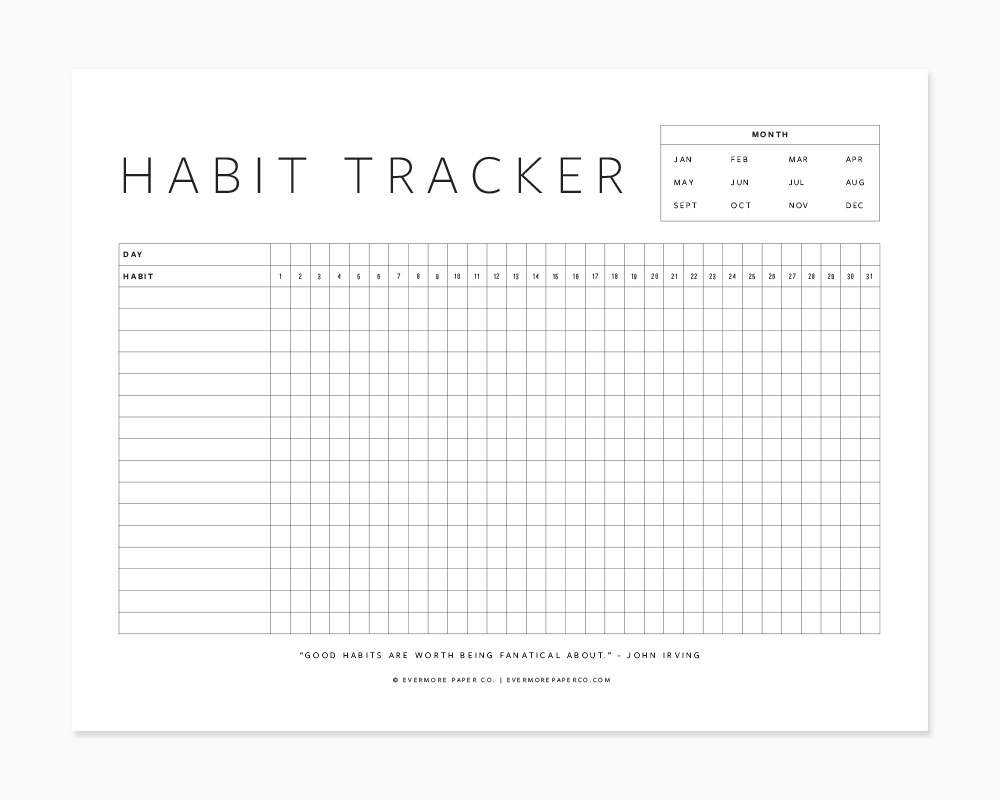 HABIT TRACKER
MONTH
JAN FEB MAR APR
MAY JUN JUL AUG
SEPT OCT NOV DEC
DAY
HABIT 1 2 3 4 5 6 7 8 9 10 11 12 13 14 15 16 17 18 19 20 21 22 23 24 25 26 27 28 29 30 31
“GOOD HABITS ARE WORTH BEING FANATICAL ABOUT.” - JOHN IRVING
© EVERMORE PAPER CO. | EVERMOREPAPERCO.COM